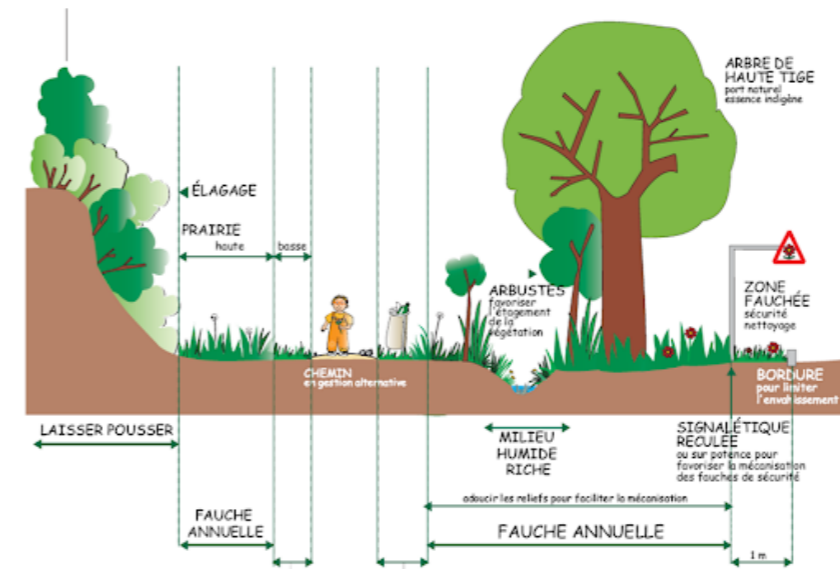 ARBRE DE
HAUTE TIGE
port naturel
essence indigène
ÉLAGAGE
PRAIRIE
haute
basse
ARBUSTES
favoriser
l'étagement
de la
végétation
ZONE
FAUCHÉE
sécurité
nettoyage
CHEMIN
en gestion alternative
BORDURE
pour limiter
l'envahissement
LAISSER POUSSER
MILIEU
HUMIDE
RICHE
SIGNALÉTIQUE
RECULÉE
ou sur potence pour
favoriser la mécanisation
des fauches de sécurité
adoucir les reliefs pour faciliter la mécanisation
FAUCHE
ANNUELLE
FAUCHE ANNUELLE
1 m